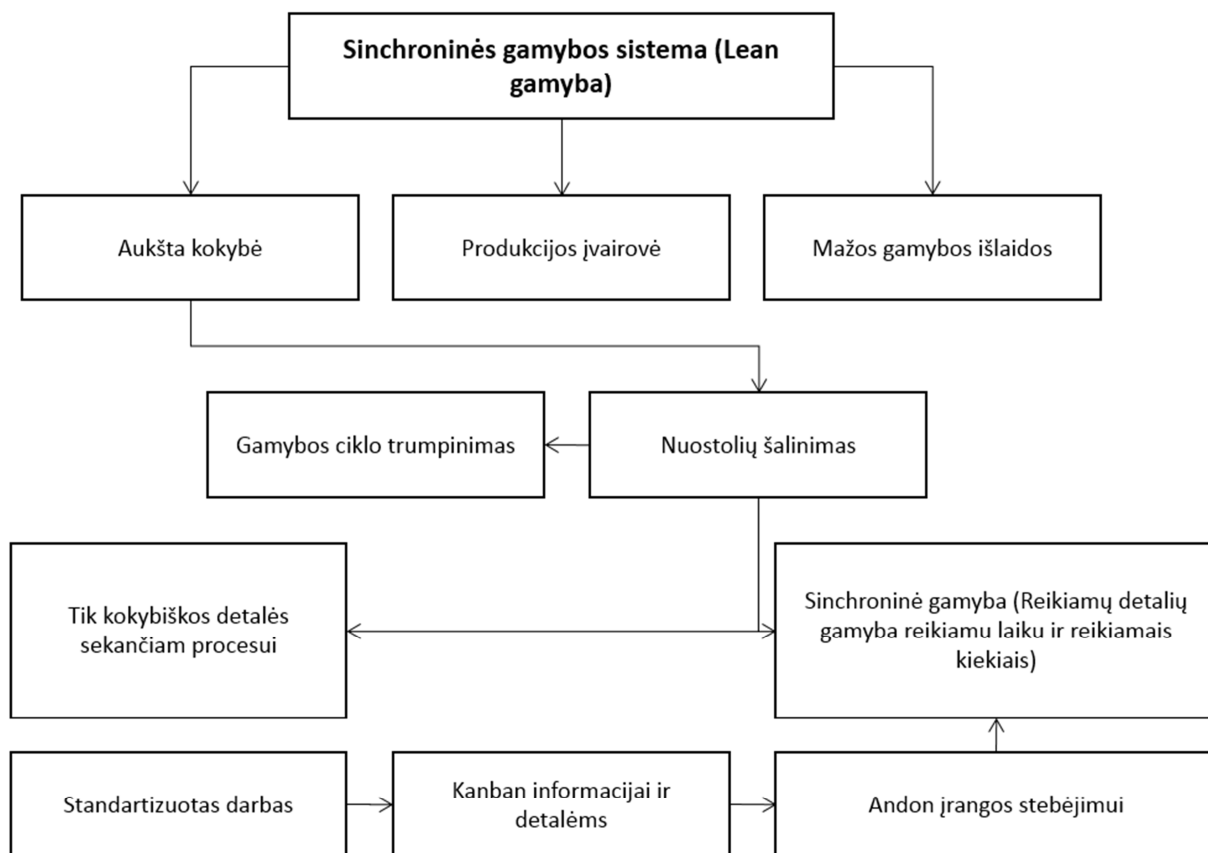 Sinchroninės gamybos sistema (Lean
gamyba)
Aukšta kokybė
Produkcijos įvairovė
Mažos gamybos išlaidos
Gamybos ciklo trumpinimas
Nuostolių šalinimas
Tik kokybiškos detalės
sekančiam procesui
Sinchroninė gamyba (Reikiamų detalių
gamyba reikiamu laiku ir reikiamais
kiekiais)
Standartizuotas darbas
Kanban informacijai ir
detalėms
Andon įrangos stebėjimui